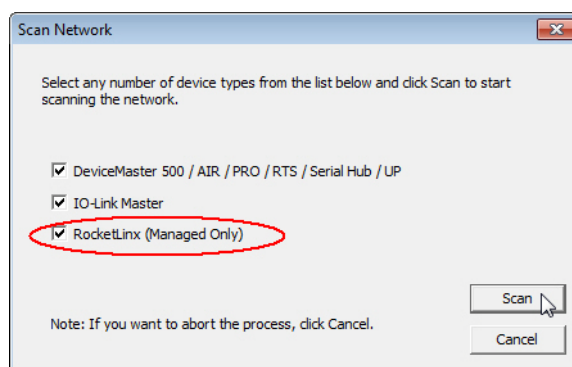 Scan Network
Select any number of device types from the list below and click Scan to start
scanning the network.
DeviceMaster 500 / AIR / PRO / RTS / Serial Hub / UP
IO-Link Master
RocketLinx (Managed Only)
Scan
Note: If you want to abort the process, click Cancel.
Cancel